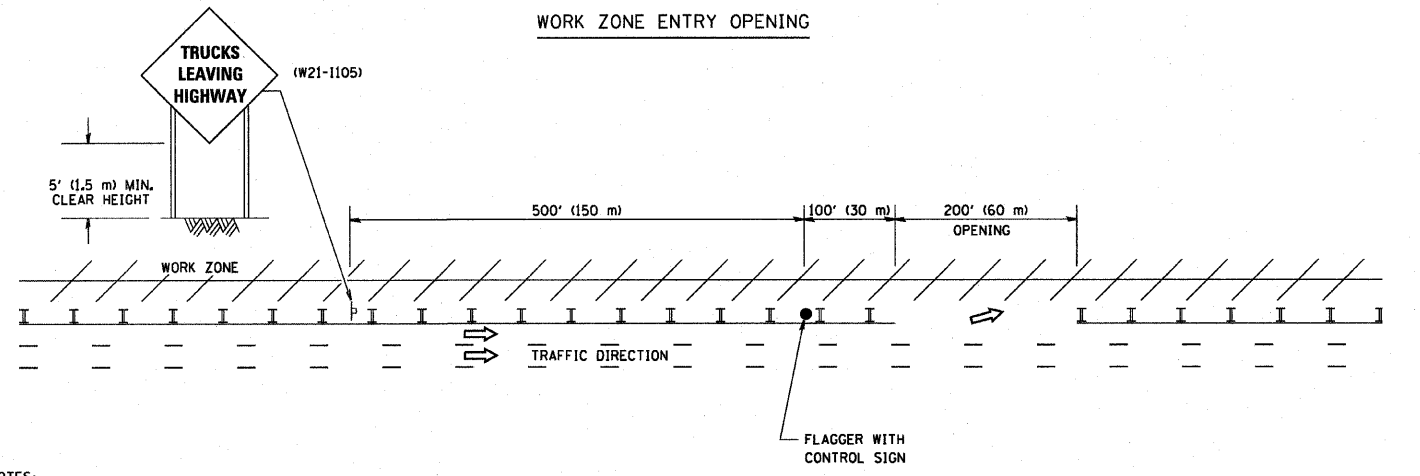 WORK ZONE ENTRY OPENING
TRUCKS
LEAVING
HIGHWAY
(W21-I105)
5' (1.5 m) MIN.
CLEAR HEIGHT
500' (150 m)
100' (30 m)
200' (60 m)
OPENING
WORK ZONE
TRAFFIC DIRECTION
FLAGGER WITH
CONTROL SIGN